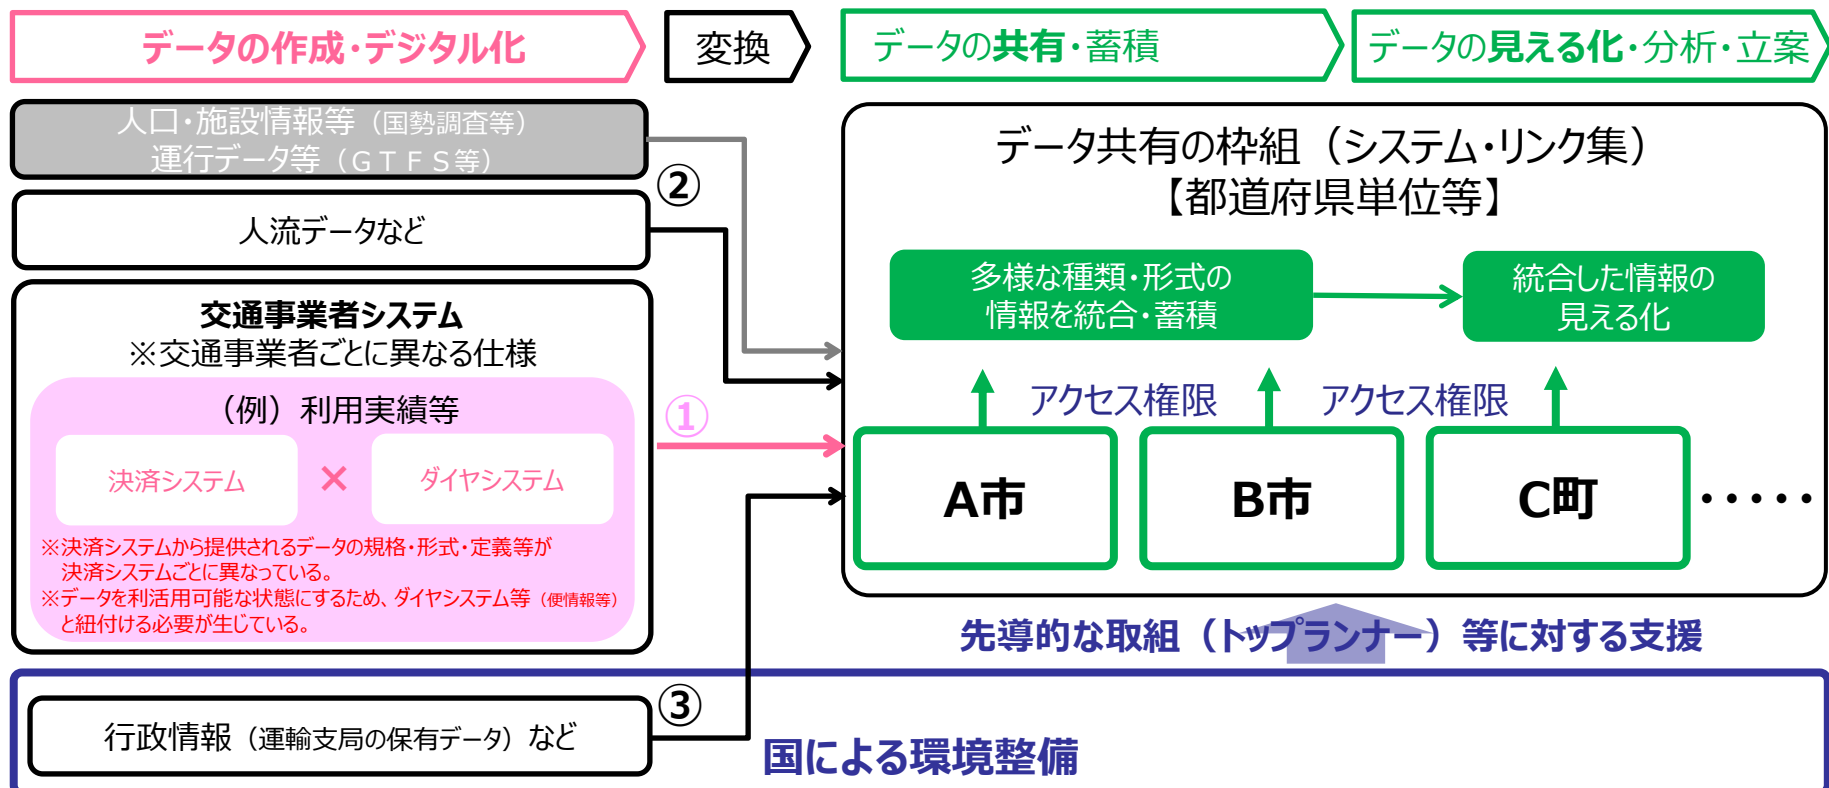 データの作成・デジタル化
変換
データの共有・蓄積
データの見える化・分析・立案
人口・施設情報等（国勢調査等）
運行データ等（ＧＴＦＳ等）
②
人流データなど
交通事業者システム
※交通事業者ごとに異なる仕様
（例）利用実績等
決済システム
×
ダイヤシステム
※決済システムから提供されるデータの規格・形式・定義等が
決済システムごとに異なっている。
※データを利活用可能な状態にするため、ダイヤシステム等（便情報等）
と紐付ける必要が生じている。
①
データ共有の枠組（システム・リンク集）
【都道府県単位等】
多様な種類・形式の
情報を統合・蓄積
統合した情報の
見える化
アクセス権限
アクセス権限
A市
B市
C町
・・・・・
先導的な取組（トップランナー）等に対する支援
行政情報（運輸支局の保有データ）など
③
国による環境整備